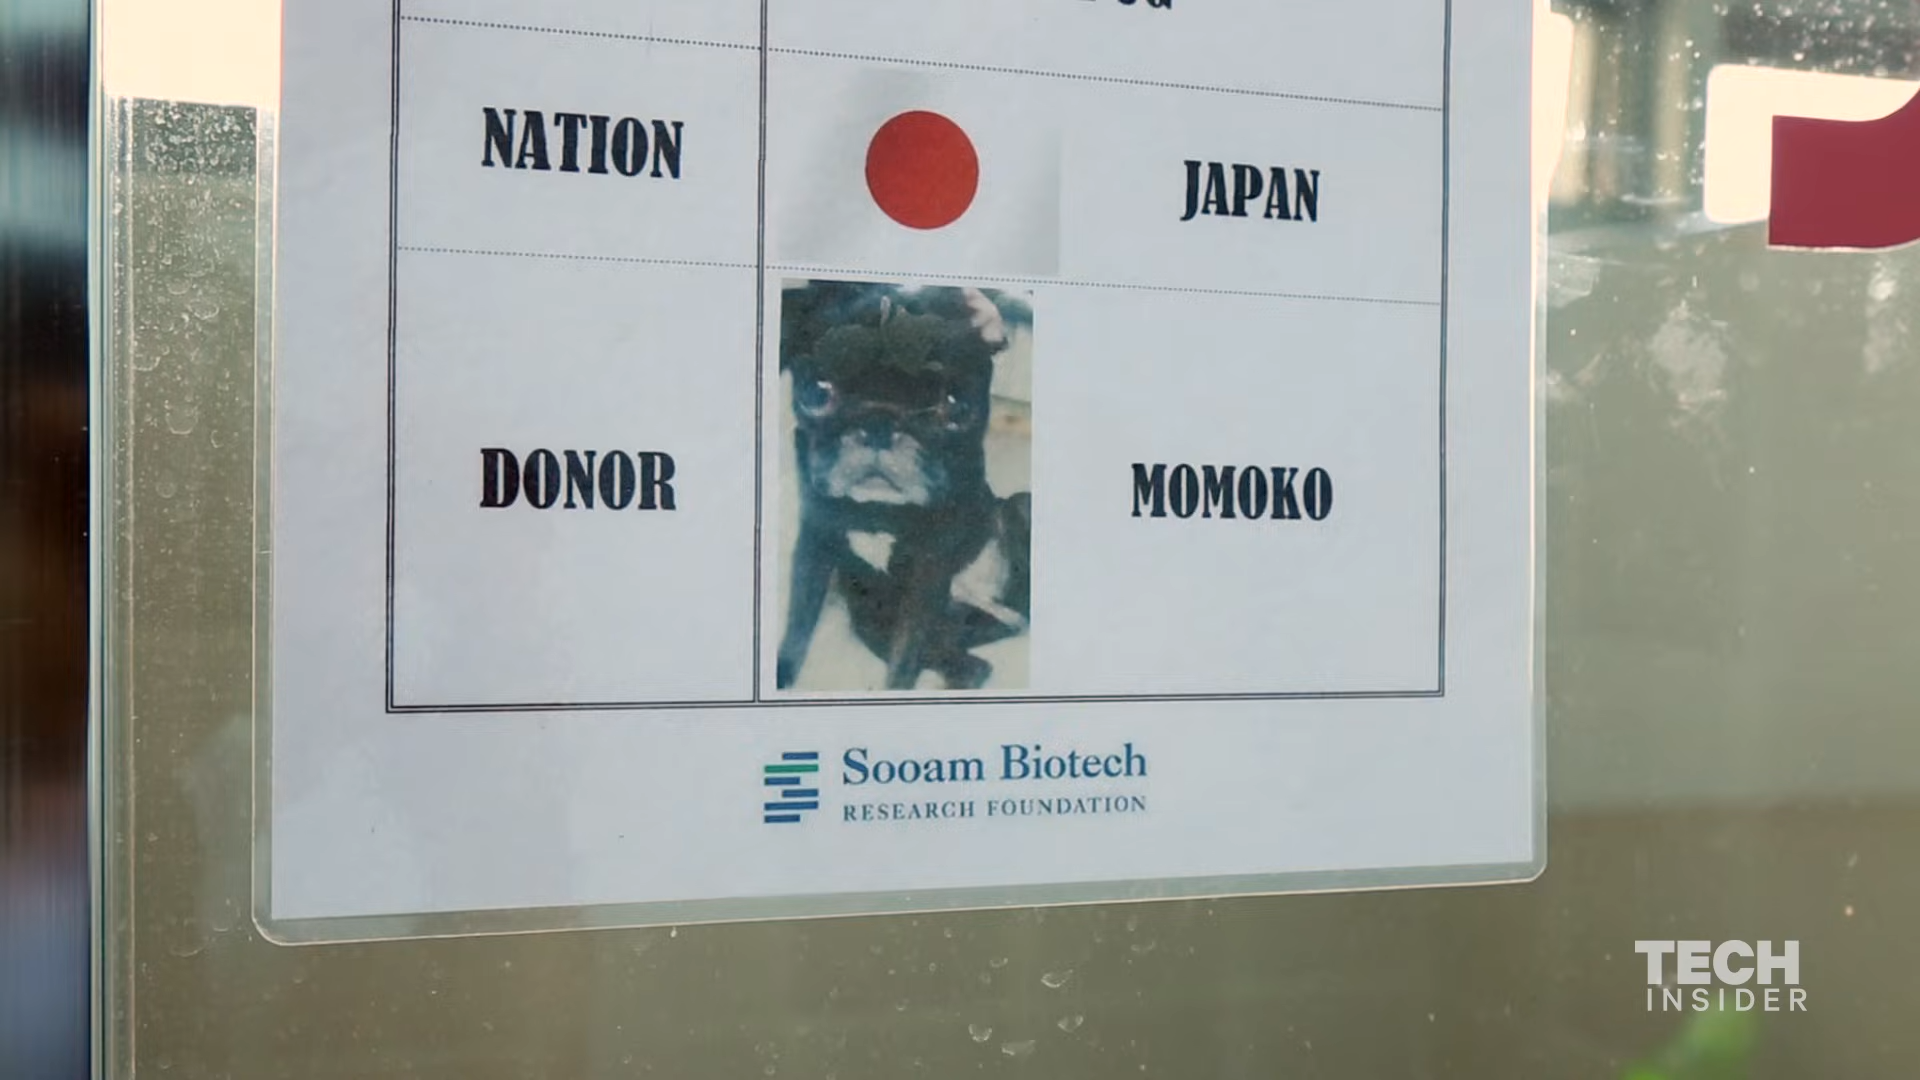 NATION
JAPAN
DONOR
MOMOKO
Sooam Biotech
RESEARCH FOUNDATION
TECH
INSIDER